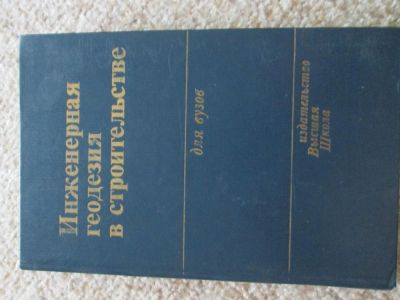 Инженерная
геодезия
в строительстве
для вузов
издательство
Высшая
Школа